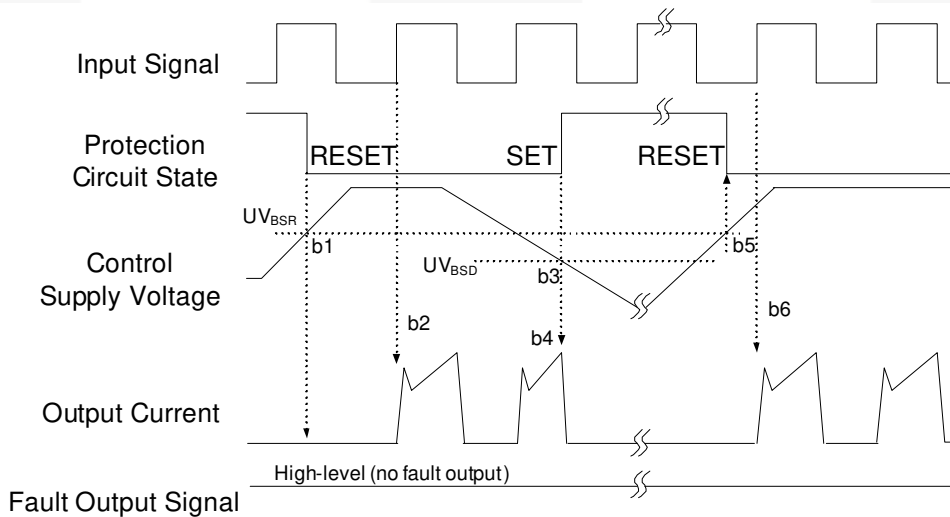 Input Signal
Protection
Circuit State
RESET
SET
RESET
UVBSR
b1
b5
UVBSD
b3
Control
Supply Voltage
b2
b4
b6
Output Current
High-level (no fault output)
Fault Output Signal